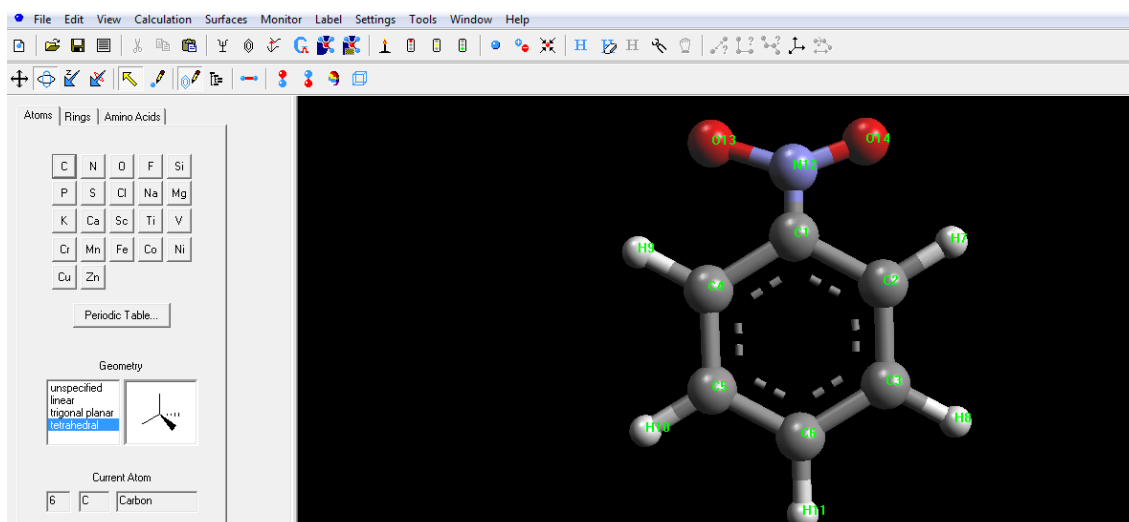 File Edit View Calculation Surfaces Monitor Label Settings Tools Window Help
H H
Atoms Rings Amino Acids
C N O F Si
P S Cl Na Mg
K Ca Sc Ti V
Cr Mn Fe Co Ni
Cu Zn
Periodic Table...
Geometry
unspecified
linear
trigonal planar
tetrahedral
Current Atom
6 C Carbon
O13 O14
N12
C1
H9 H7
C4 C2
C5 C3
H10 H8
C6
H11